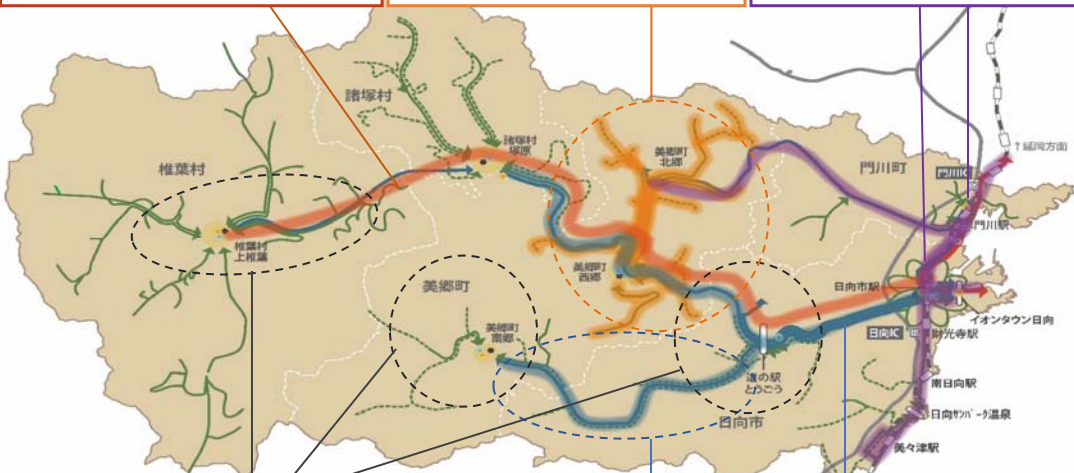 諸塚村
諸塚村
塚原
椎葉村
椎葉村
上椎葉
美郷町
北郷
門川町
↑延岡方面
門川IC
門川駅
美郷町
西郷
美郷町
美郷町
南郷
日向市駅
イオンタウン日向
日向IC
財光寺駅
道の駅
とうごう
南日向駅
日向市
日向サンパーク温泉
美々津駅